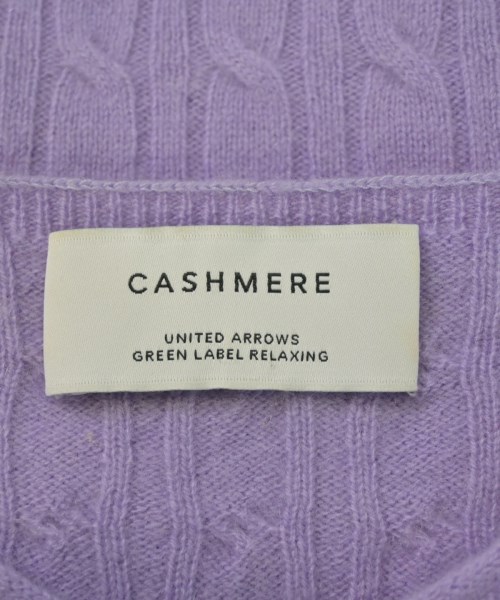 CASHMERE
UNITED ARROWS
GREEN LABEL RELAXING